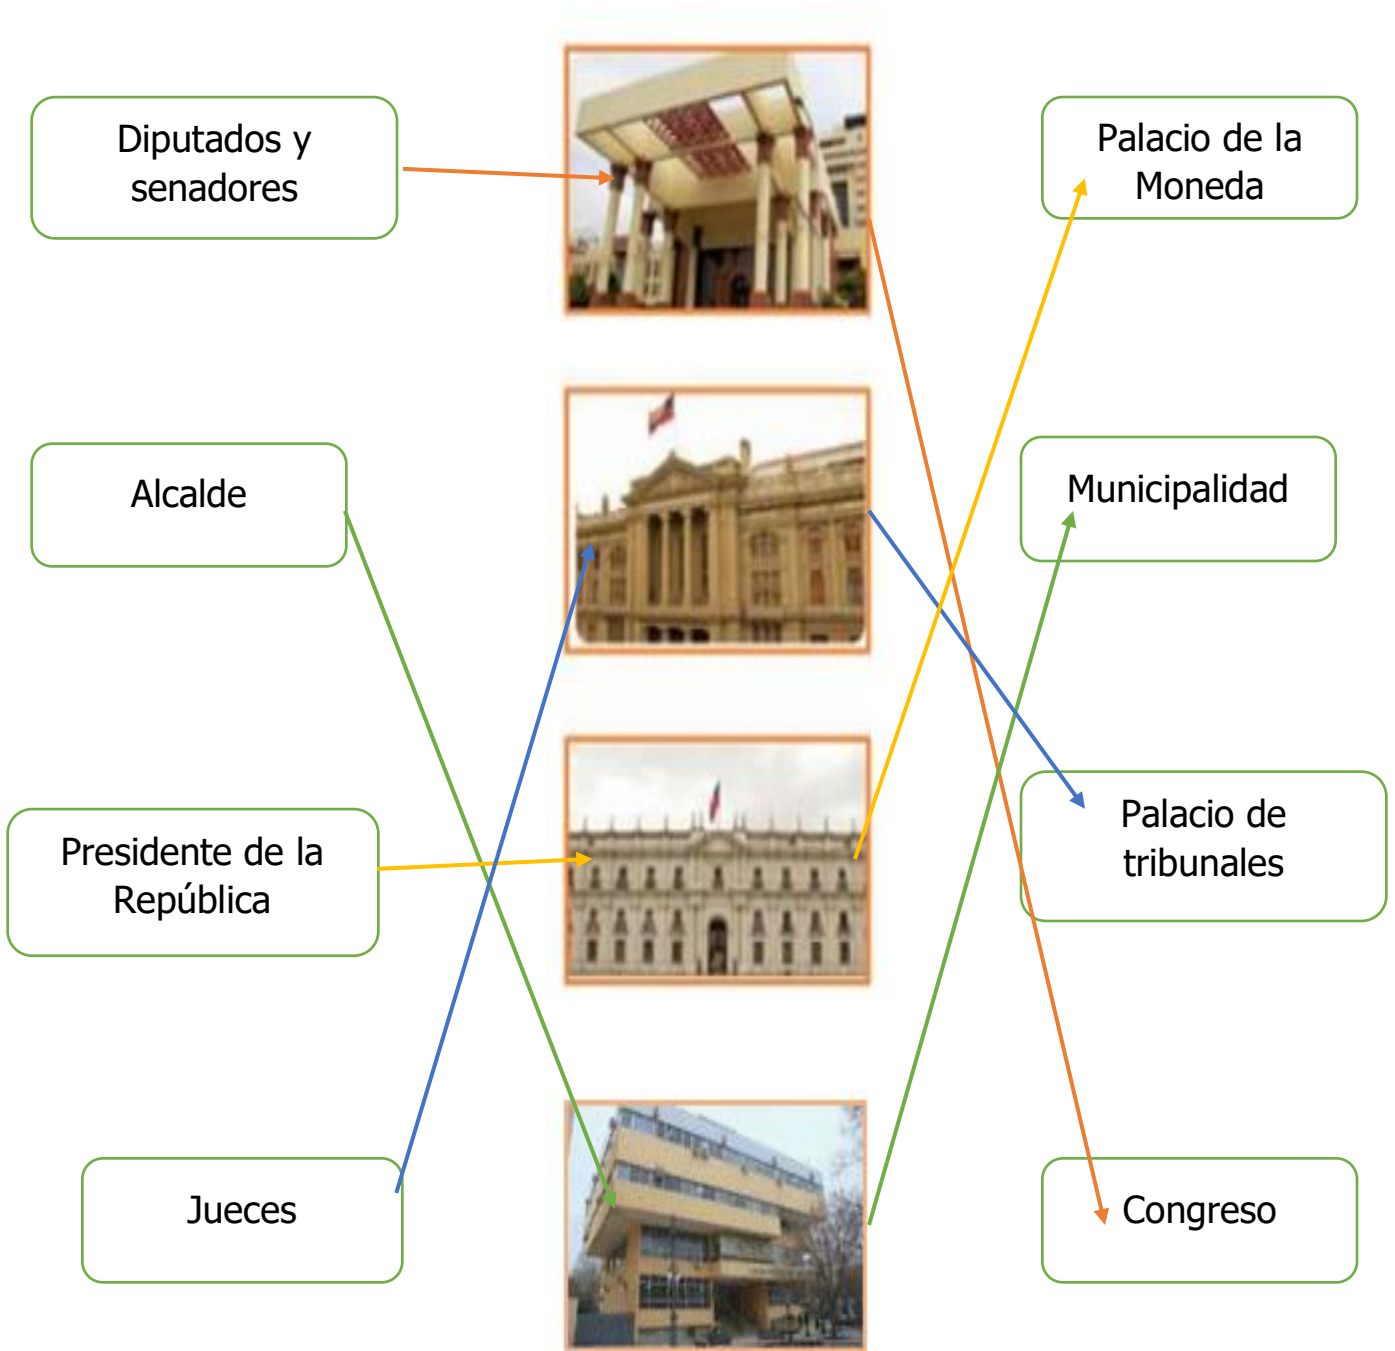 Diputados y
senadores
Palacio de la
Moneda
Alcalde
Municipalidad
Presidente de la
República
Palacio de
tribunales
Jueces
Congreso